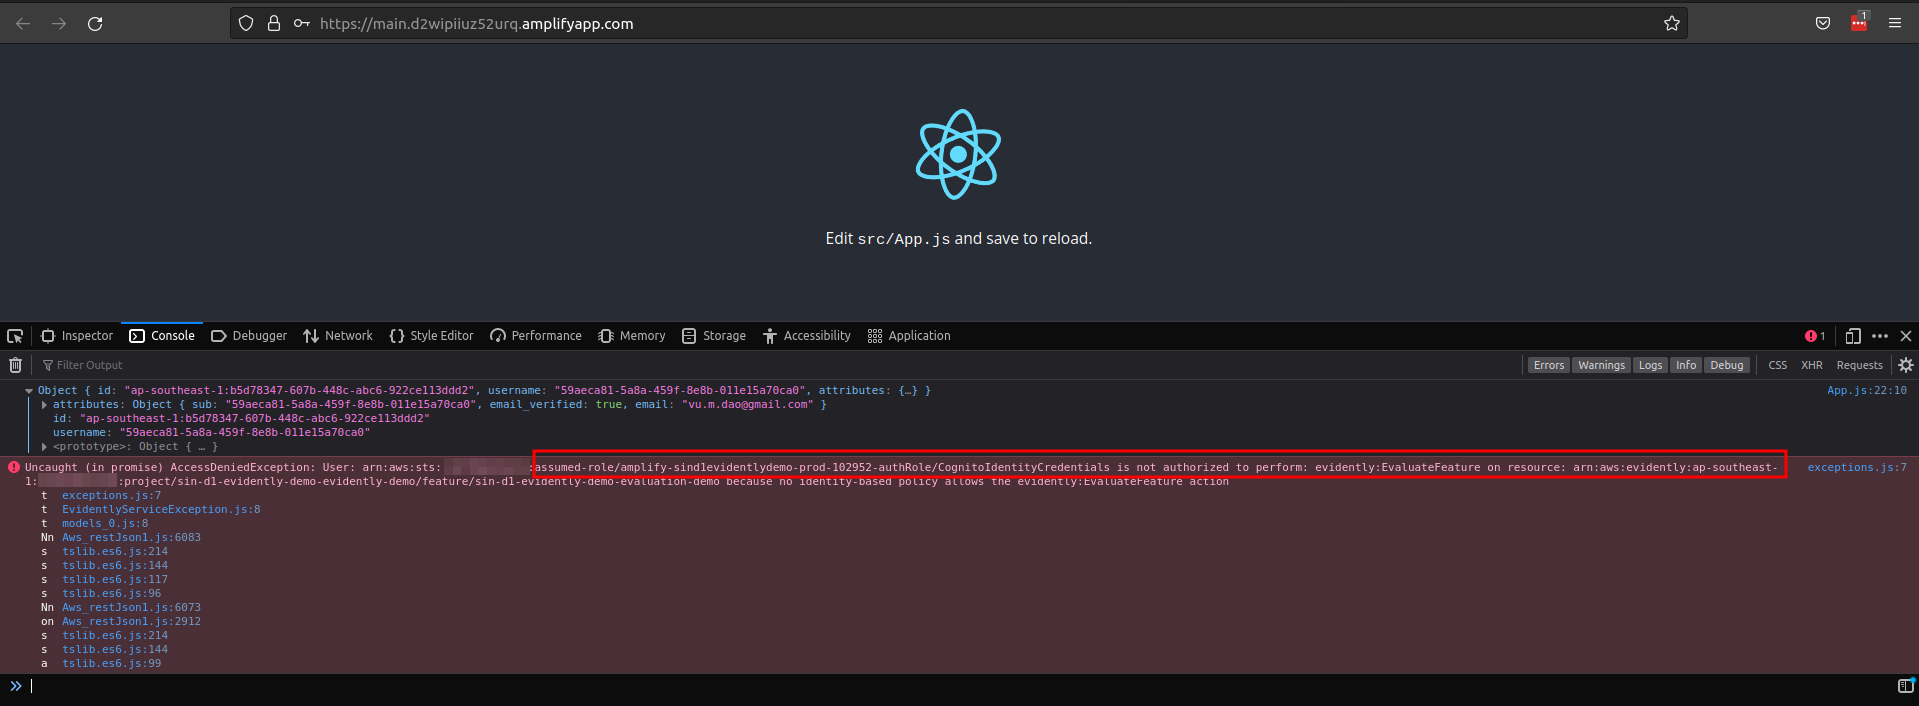 https://main.d2wipiiuz52urq.amplifyapp.com
1
Edit src/App.js and save to reload.
Inspector Console Debugger Network Style Editor Performance Memory Storage Accessibility Application 1
Filter Output Errors Warnings Logs Info Debug CSS XHR Requests
Object { id: "ap-southeast-1:b5d78347-607b-448c-abc6-922ce113ddd2", username: "59aeca81-5a8a-459f-8e8b-011e15a70ca0", attributes: {…} } App.js:22:10
attributes: Object { sub: "59aeca81-5a8a-459f-8e8b-011e15a70ca0", email_verified: true, email: "vu.m.dao@gmail.com" }
id: "ap-southeast-1:b5d78347-607b-448c-abc6-922ce113ddd2"
username: "59aeca81-5a8a-459f-8e8b-011e15a70ca0"
<prototype>: Object { … }
Uncaught (in promise) AccessDeniedException: User: arn:aws:sts: :assumed-role/amplify-sind1evidentlydemo-prod-102952-authRole/CognitoIdentityCredentials is not authorized to perform: evidently:EvaluateFeature on resource: arn:aws:evidently:ap-southeast- exceptions.js:7
1: :project/sin-d1-evidently-demo-evidently-demo/feature/sin-d1-evidently-demo-evaluation-demo because no identity-based policy allows the evidently:EvaluateFeature action
t exceptions.js:7
t EvidentlyServiceException.js:8
t models_0.js:8
Nn Aws_restJson1.js:6083
s tslib.es6.js:214
s tslib.es6.js:144
s tslib.es6.js:117
s tslib.es6.js:96
Nn Aws_restJson1.js:6073
on Aws_restJson1.js:2912
s tslib.es6.js:214
s tslib.es6.js:144
a tslib.es6.js:99